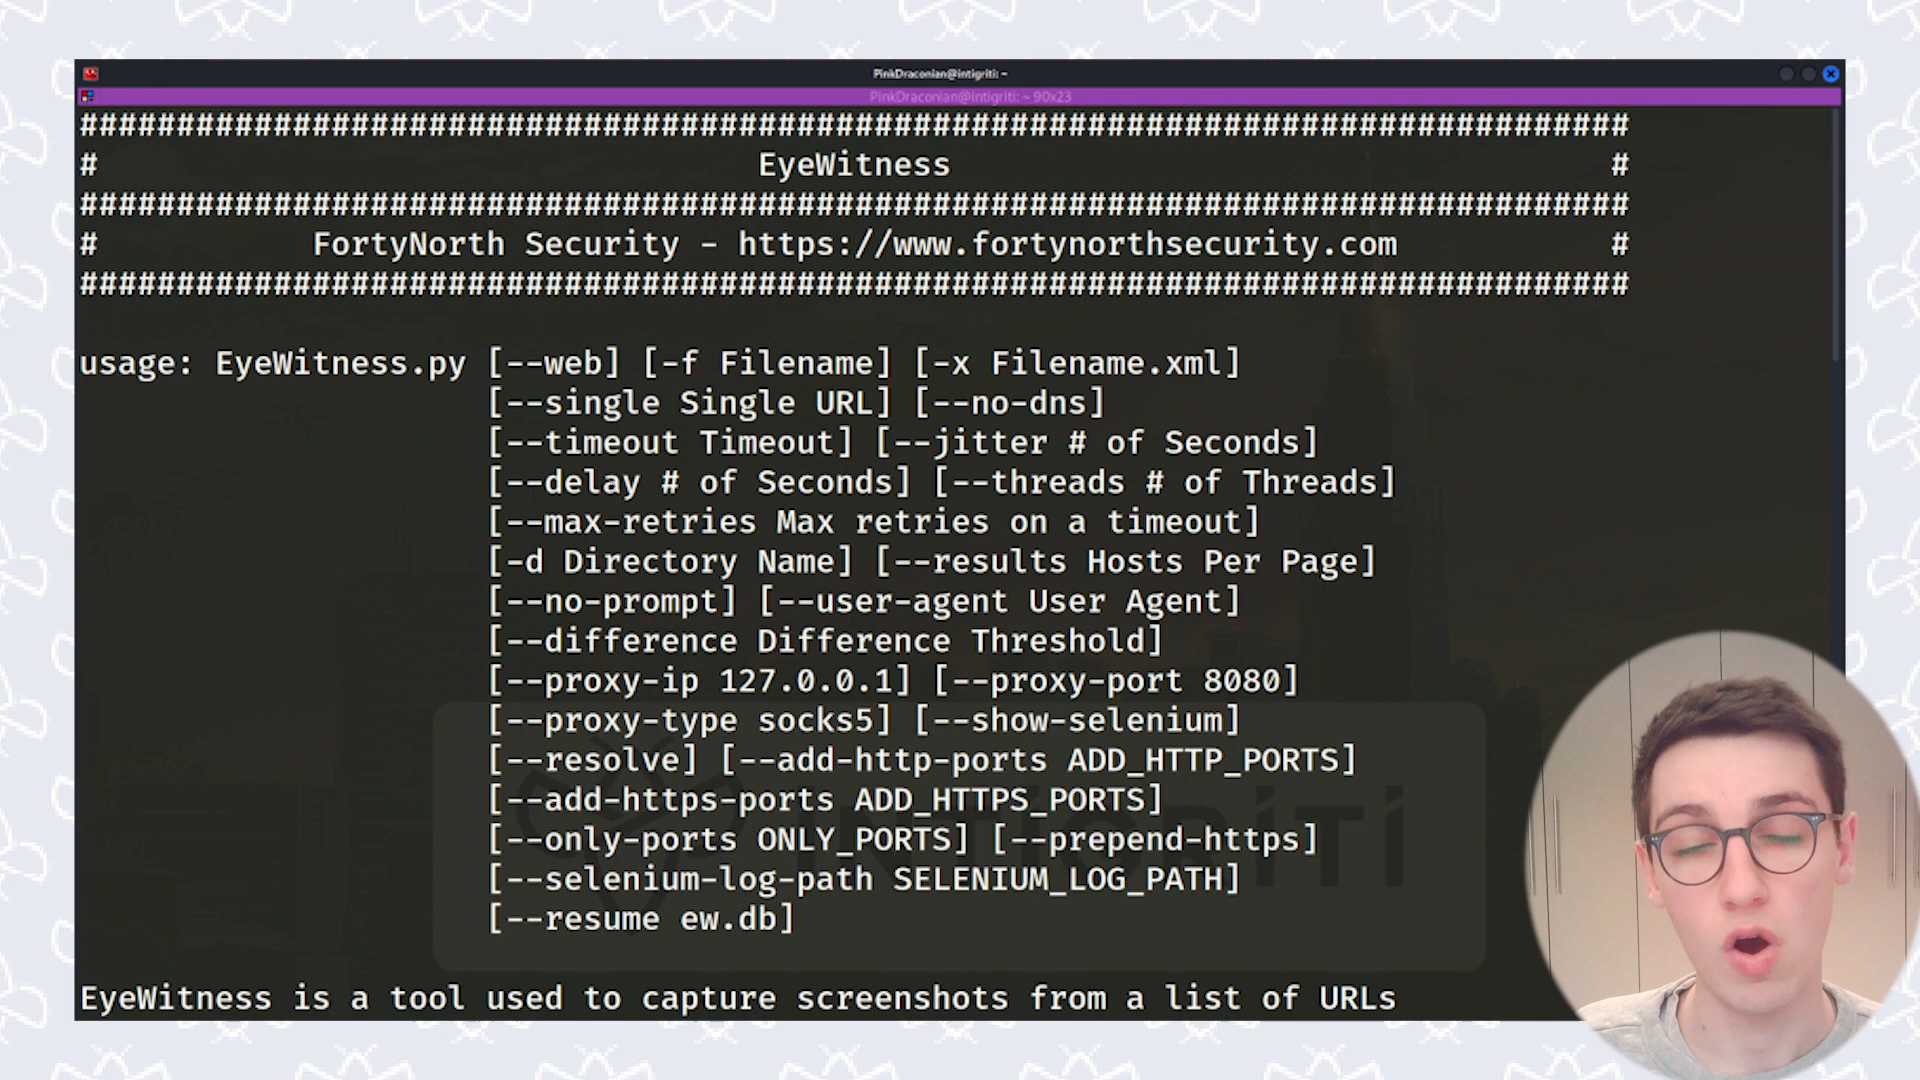 PinkDraconian@intigriti: ~
PinkDraconian@intigriti: ~ 90x23
################################################################################
# EyeWitness #
################################################################################
# FortyNorth Security - https://www.fortynorthsecurity.com #
################################################################################
usage: EyeWitness.py [--web] [-f Filename] [-x Filename.xml]
[--single Single URL] [--no-dns]
[--timeout Timeout] [--jitter # of Seconds]
[--delay # of Seconds] [--threads # of Threads]
[--max-retries Max retries on a timeout]
[-d Directory Name] [--results Hosts Per Page]
[--no-prompt] [--user-agent User Agent]
[--difference Difference Threshold]
[--proxy-ip 127.0.0.1] [--proxy-port 8080]
[--proxy-type socks5] [--show-selenium]
[--resolve] [--add-http-ports ADD_HTTP_PORTS]
[--add-https-ports ADD_HTTPS_PORTS]
[--only-ports ONLY_PORTS] [--prepend-https]
[--selenium-log-path SELENIUM_LOG_PATH]
[--resume ew.db]
INTIGRITI
EyeWitness is a tool used to capture screenshots from a list of URLs